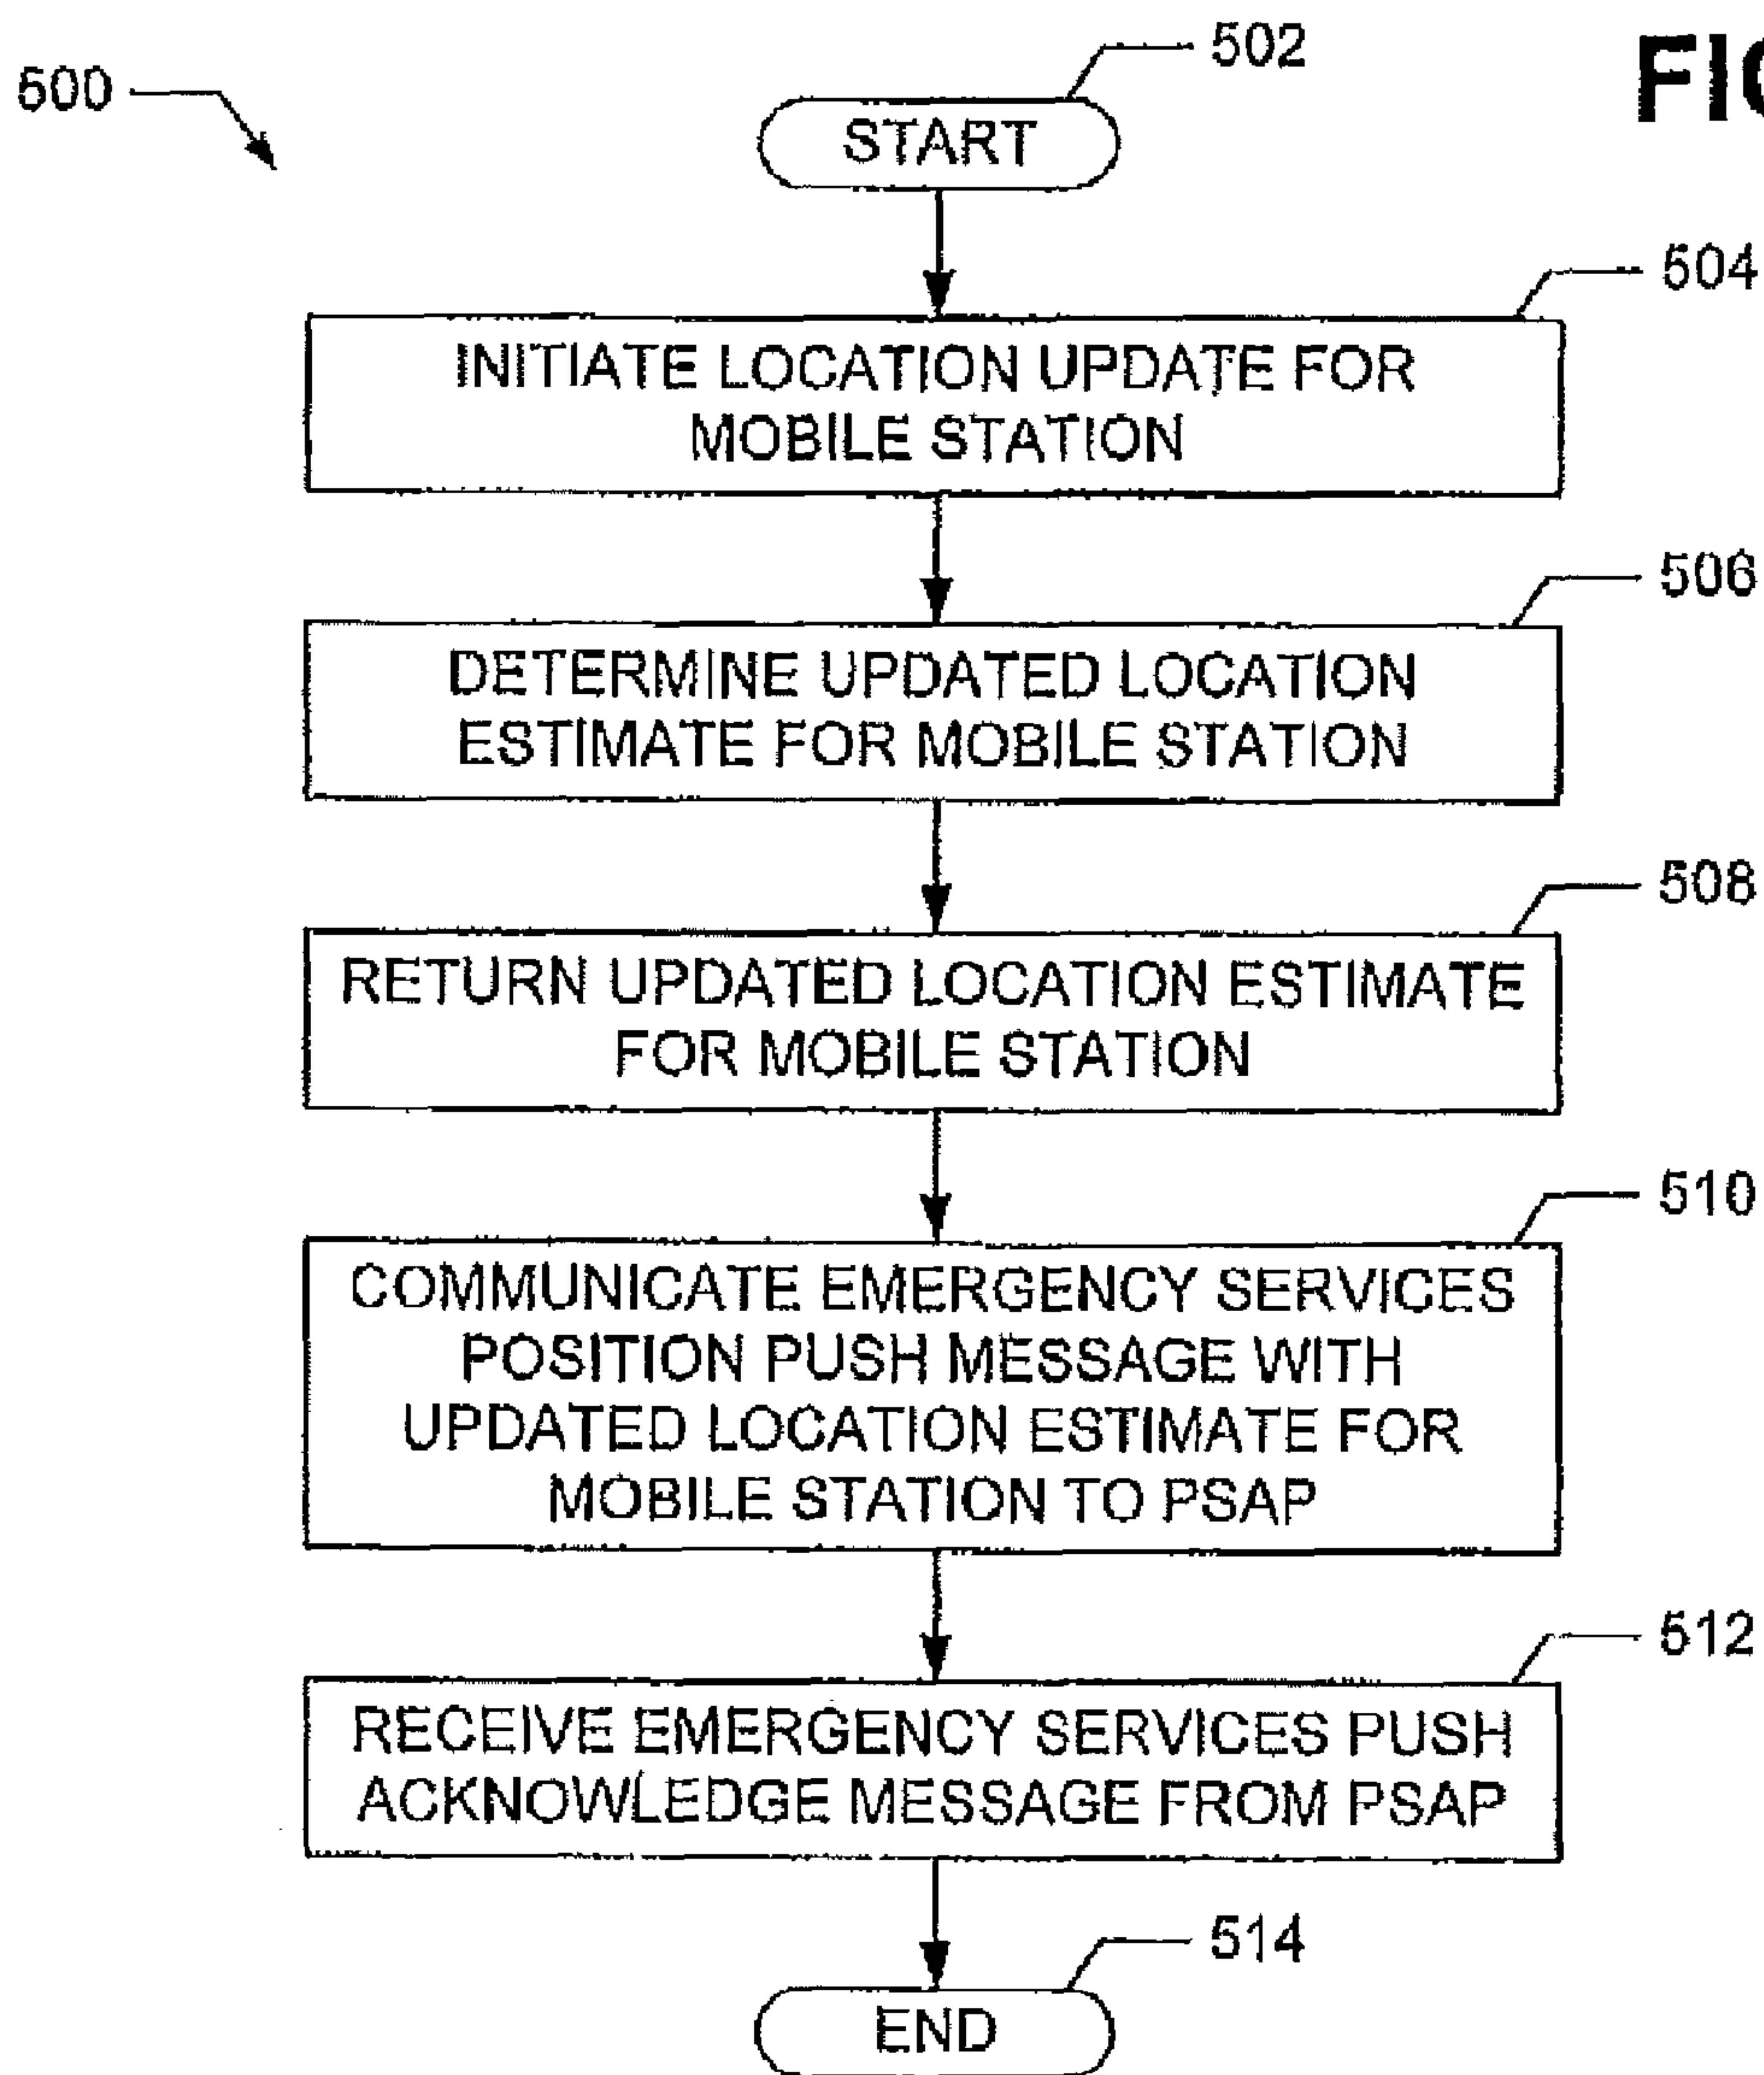 502
FIG
500
START
504
INITIATE LOCATION UPDATE FOR
MOBILE STATION
506
DETERMINE UPDATED LOCATION
ESTIMATE FOR MOBILE STATION
508
RETURN UPDATED LOCATION ESTIMATE
FOR MOBILE STATION
510
COMMUNICATE EMERGENCY SERVICES
POSITION PUSH MESSAGE WITH
UPDATED LOCATION ESTIMATE FOR
MOBILE STATION TO PSAP
512
RECEIVE EMERGENCY SERVICES PUSH
ACKNOWLEDGE MESSAGE FROM PSAP
514
END